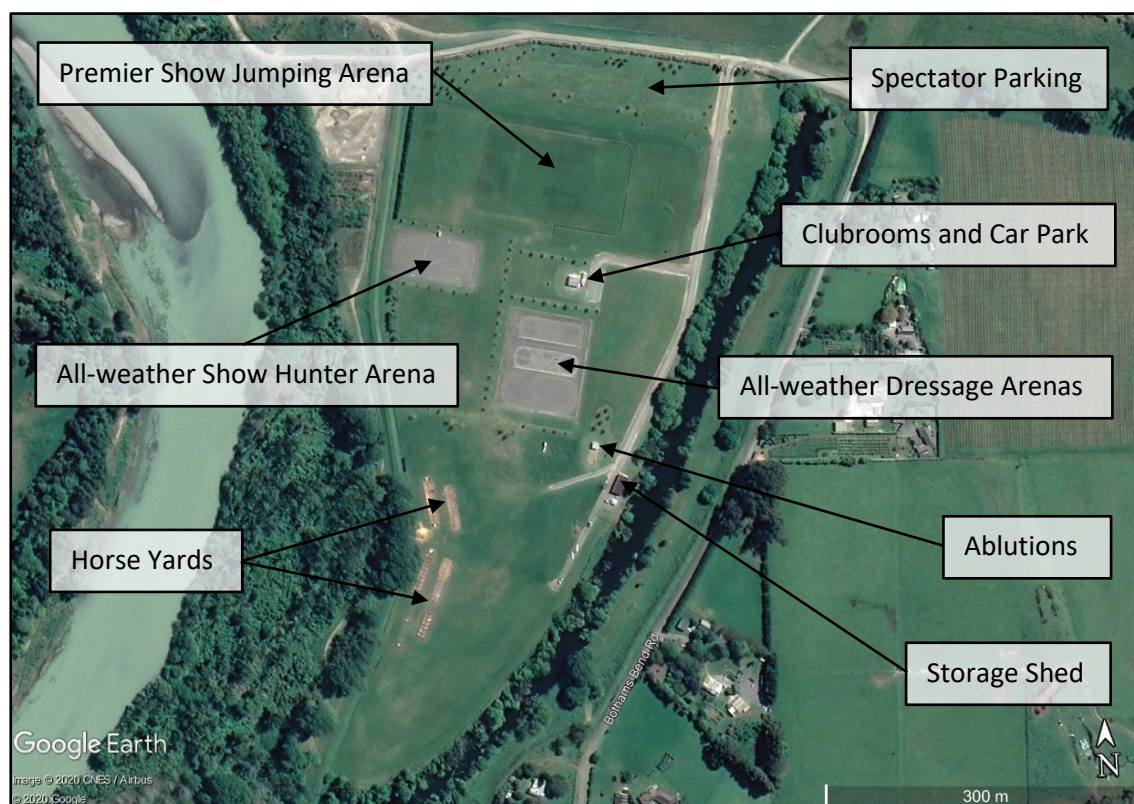 Premier Show Jumping Arena
Spectator Parking
Clubrooms and Car Park
All-weather Show Hunter Arena
All-weather Dressage Arenas
Horse Yards
Ablutions
Bothams Bend Rd
Storage Shed
Google Earth
N
Image © 2020 CNES / Airbus
© 2020 Google
300 m